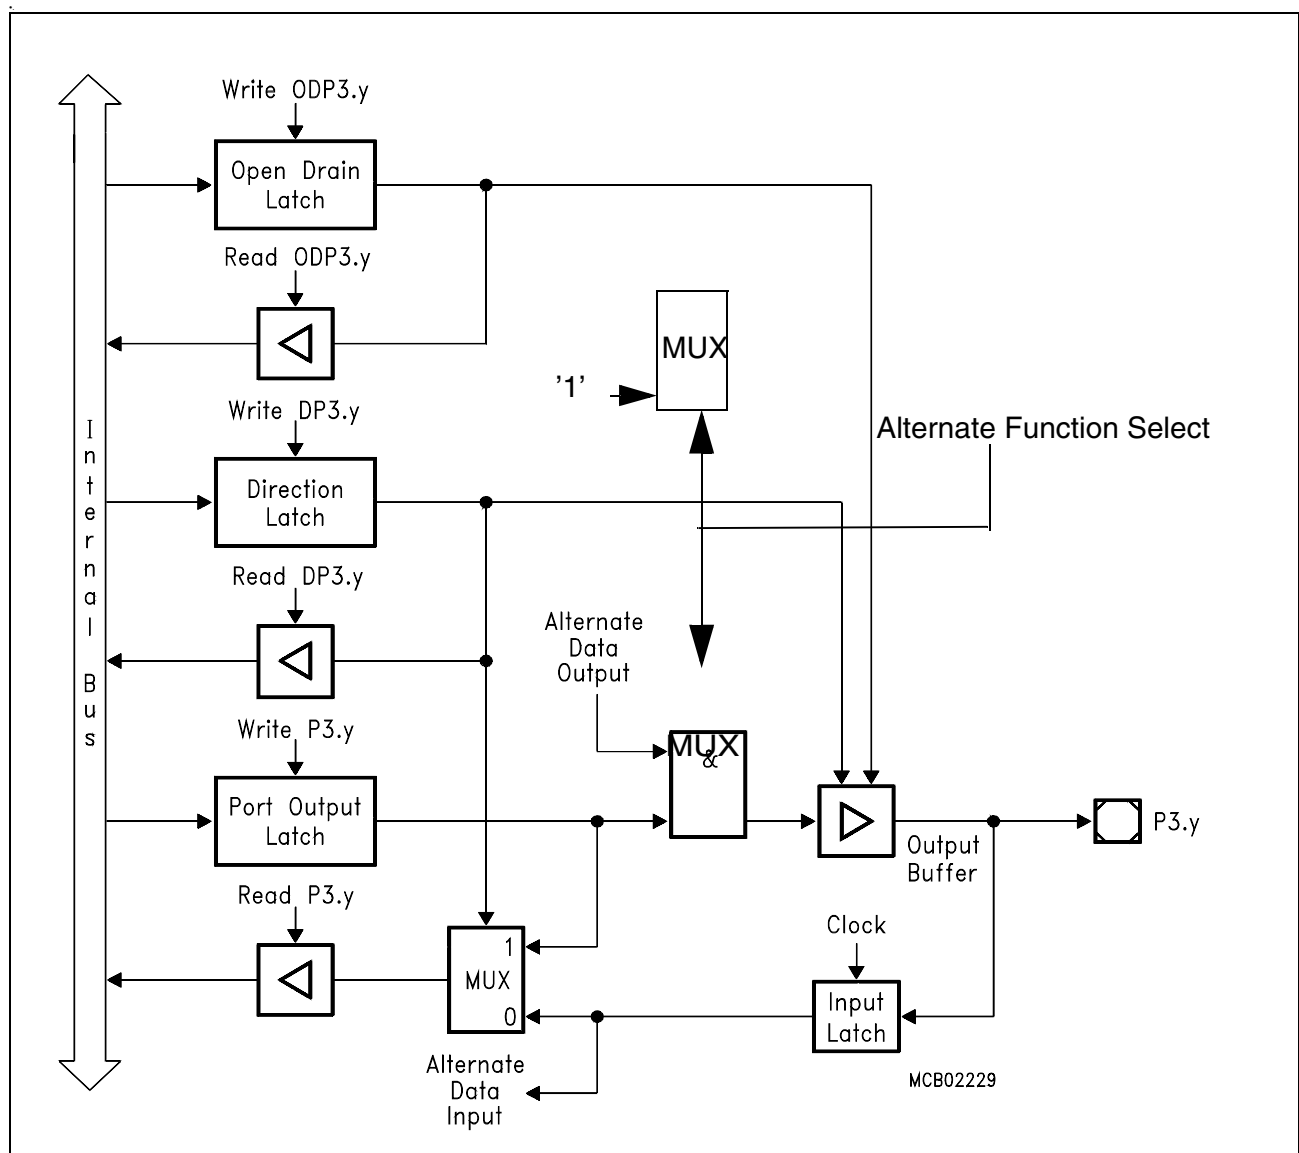 Write ODP3.y
Open Drain
Latch
Read ODP3.y
MUX
'1'
Write DP3.y
Alternate Function Select
Internal Bus
Direction
Latch
Read DP3.y
Alternate
Data
Output
Write P3.y
MUX
&
Port Output
Latch
P3.y
Output
Buffer
Read P3.y
Clock
1
MUX
0
Input
Latch
Alternate
Data
Input
MCB02229